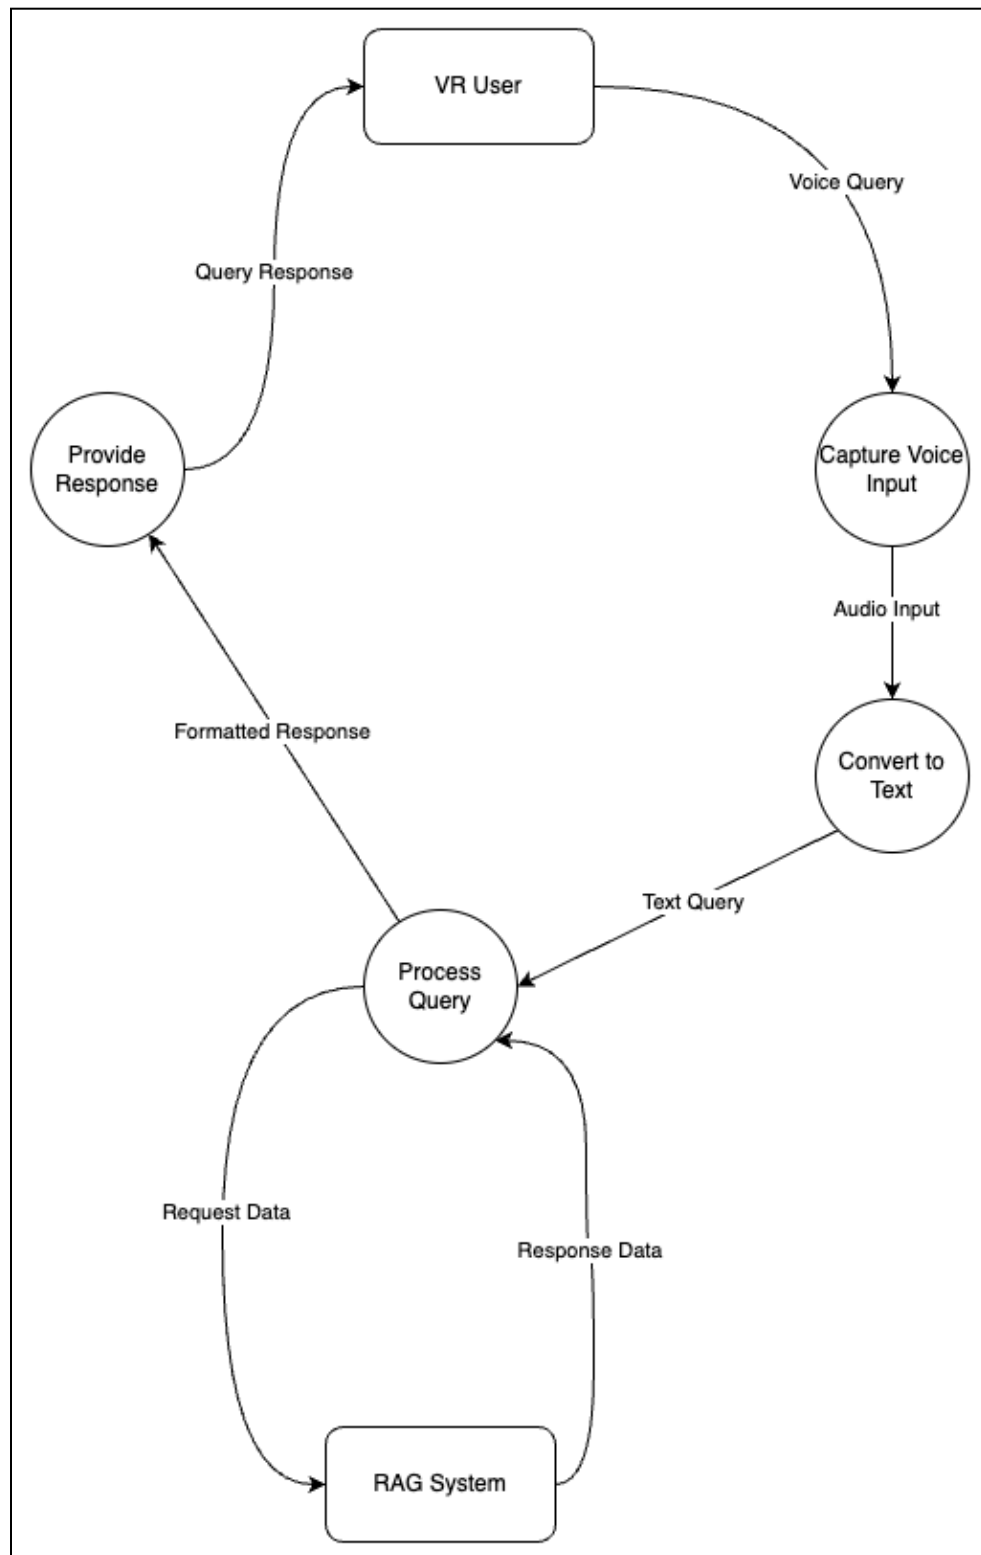 VR User
Voice Query
Query Response
Provide
Response
Capture Voice
Input
Audio Input
Formatted Response
Convert to
Text
Text Query
Process
Query
Request Data
Response Data
RAG System